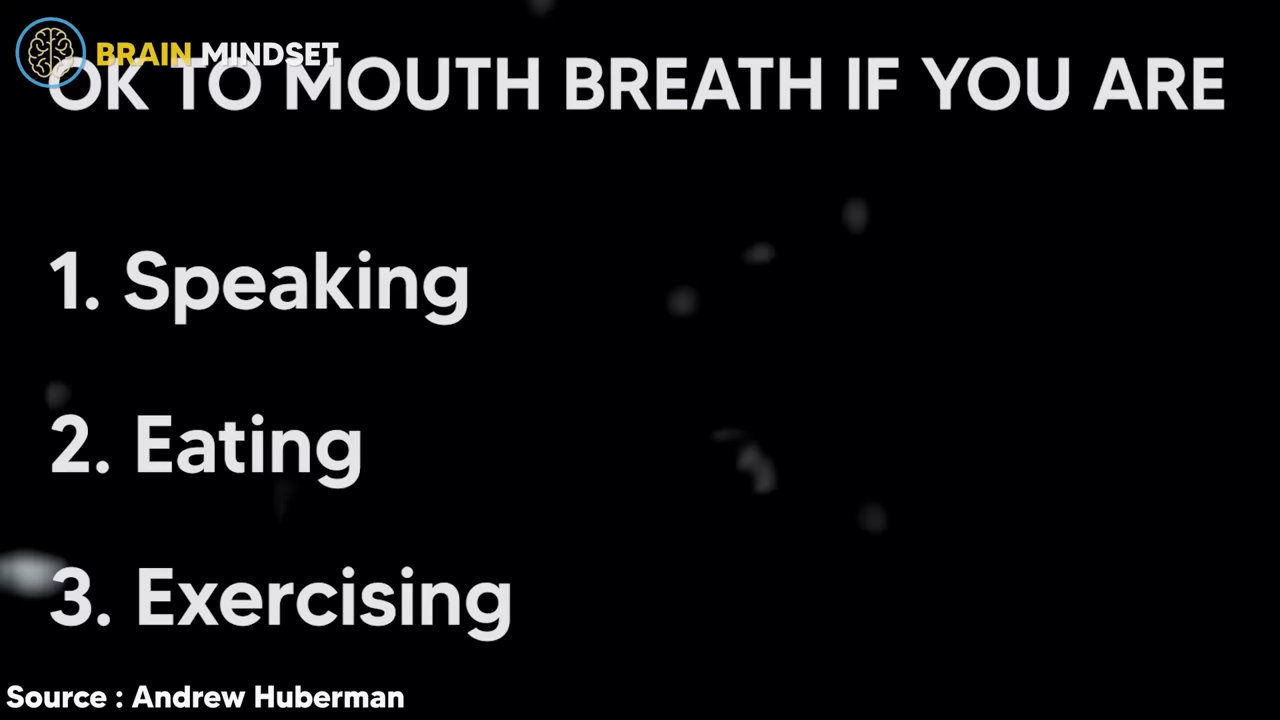 BRAIN MINDSET
OK TO MOUTH BREATH IF YOU ARE
1. Speaking
2. Eating
3. Exercising
Source : Andrew Huberman